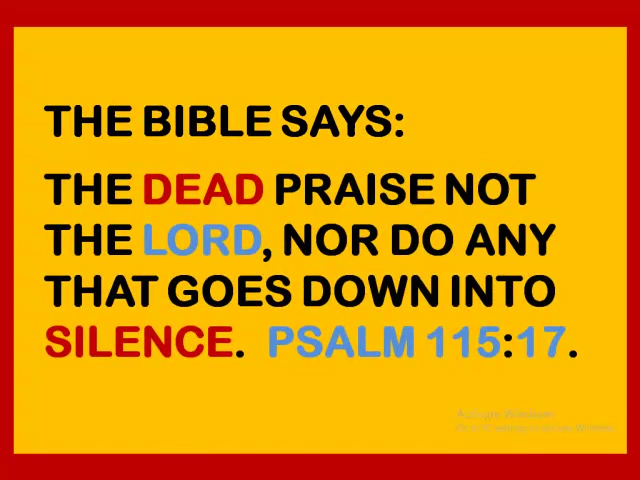 THE BIBLE SAYS:
THE DEAD PRAISE NOT
THE LORD, NOR DO ANY
THAT GOES DOWN INTO
SILENCE. PSALM 115:17.